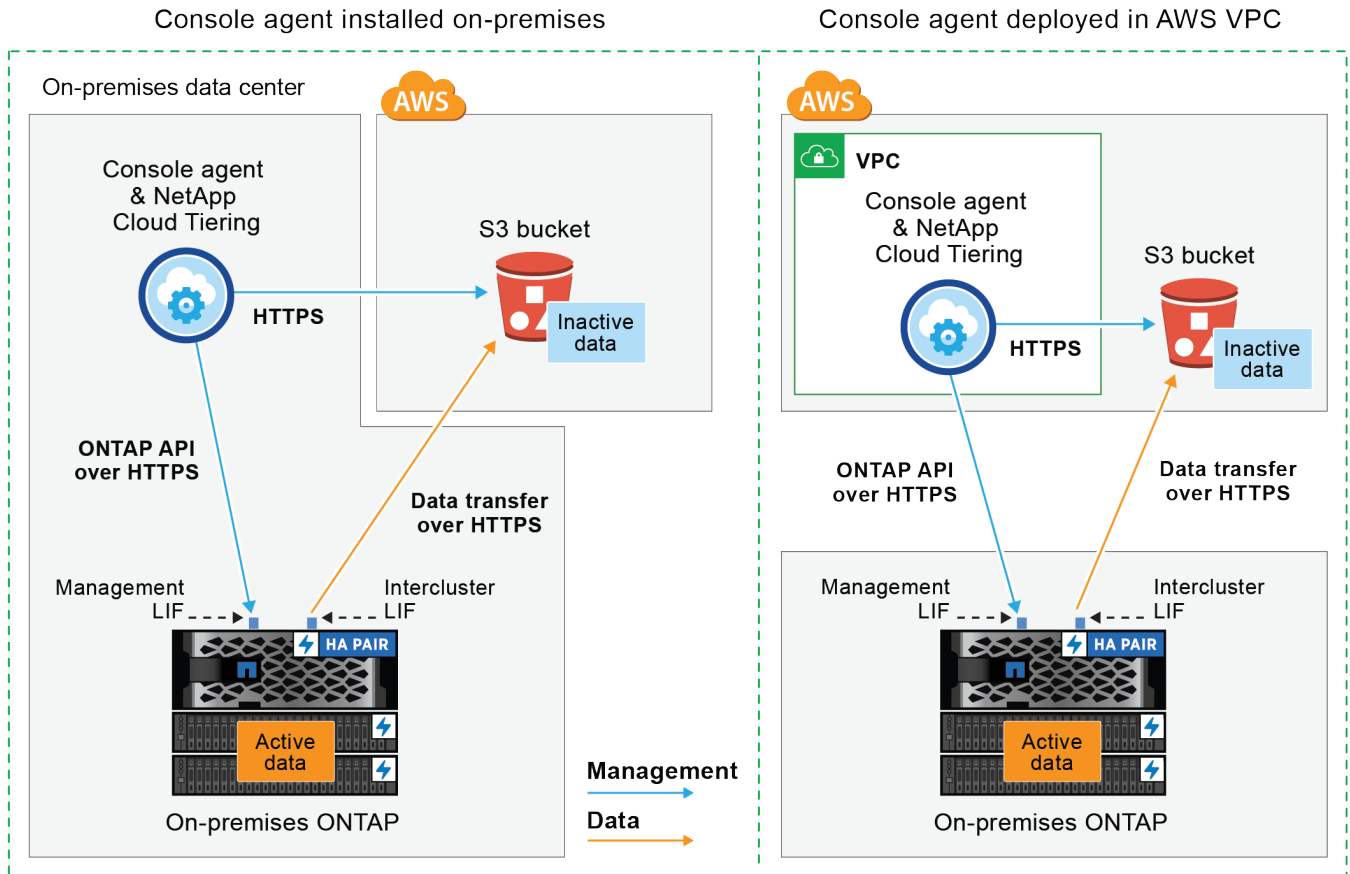 Console agent installed on-premises
On-premises data center
AWS
Console agent
& NetApp
Cloud Tiering
S3 bucket
HTTPS
Inactive
data
ONTAP API
over HTTPS
Data transfer
over HTTPS
Management
LIF
Intercluster
LIF
HA PAIR
Active
data
On-premises ONTAP
Management
Data
Console agent deployed in AWS VPC
AWS
VPC
Console agent
& NetApp
Cloud Tiering
S3 bucket
HTTPS
Inactive
data
ONTAP API
over HTTPS
Data transfer
over HTTPS
Management
LIF
Intercluster
LIF
HA PAIR
Active
data
On-premises ONTAP